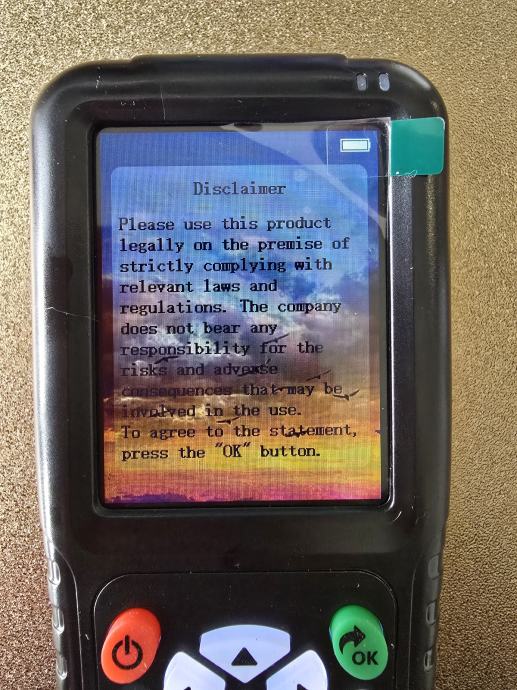 Disclaimer
Please use this product
legally on the premise of
strictly complying with
relevant laws and
regulations. The company
does not bear any
responsibility for the
risks and adverse
consequences that may be
involved in the use.
To agree to the statement,
press the "OK" button.
OK